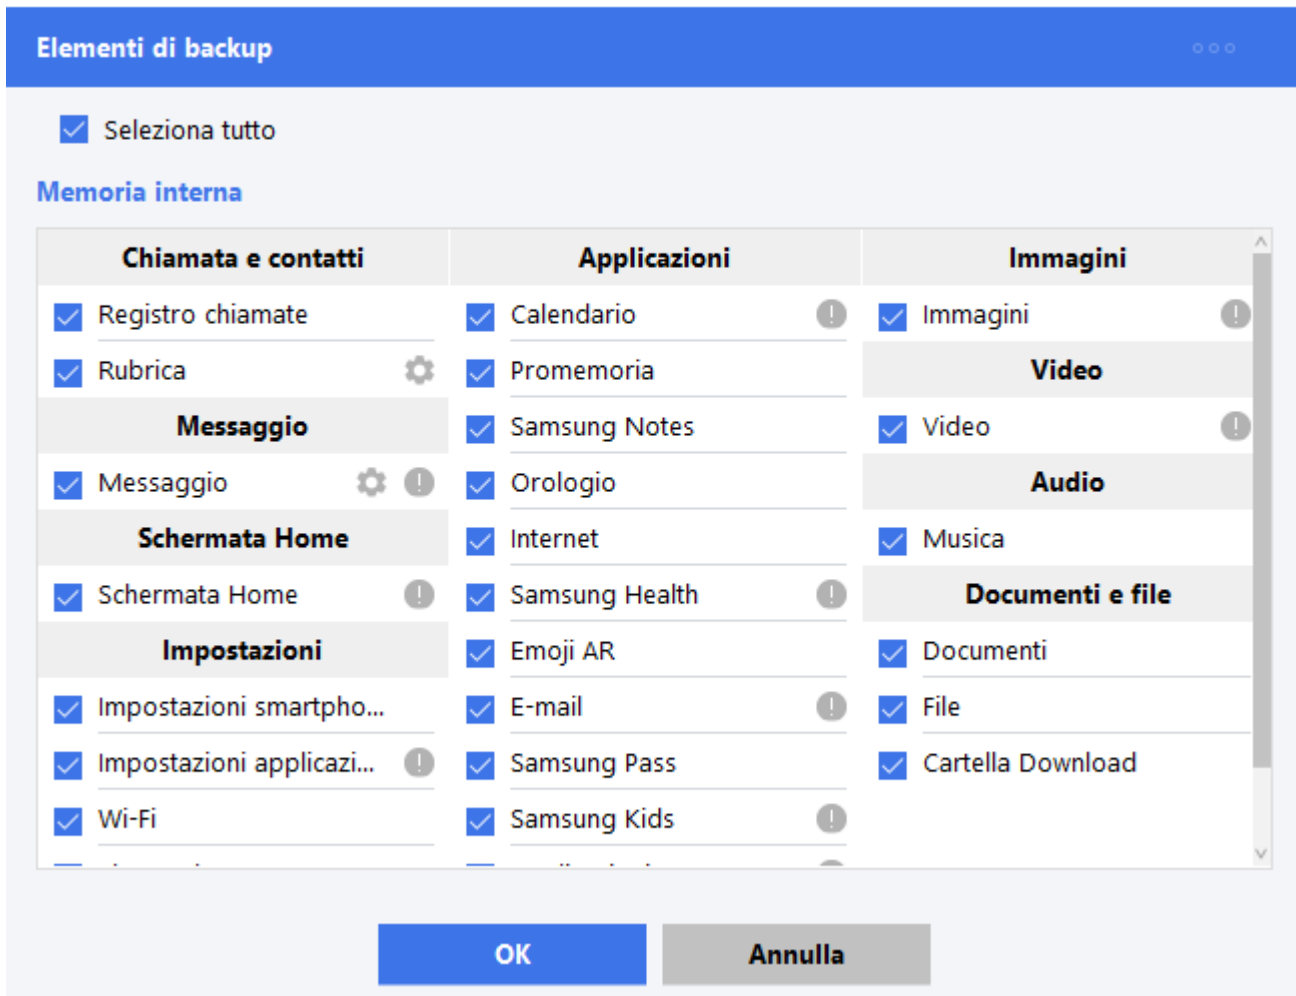 Elementi di backup
Seleziona tutto
Memoria interna
Chiamata e contatti
Registro chiamate
Rubrica
Messaggio
Messaggio
Schermata Home
Schermata Home
Impostazioni
Impostazioni smartpho...
Impostazioni applicazi...
Wi-Fi
Applicazioni
Calendario
Promemoria
Samsung Notes
Orologio
Internet
Samsung Health
Emoji AR
E-mail
Samsung Pass
Samsung Kids
Immagini
Immagini
Video
Video
Audio
Musica
Documenti e file
Documenti
File
Cartella Download
OK
Annulla